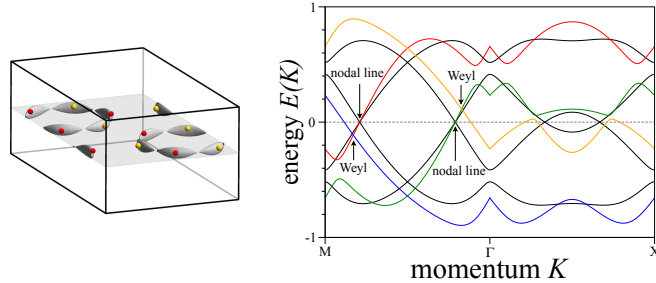 1
0
-1
energy E(K)
nodal line
Weyl
Weyl
nodal line
M
Γ
X
momentum K